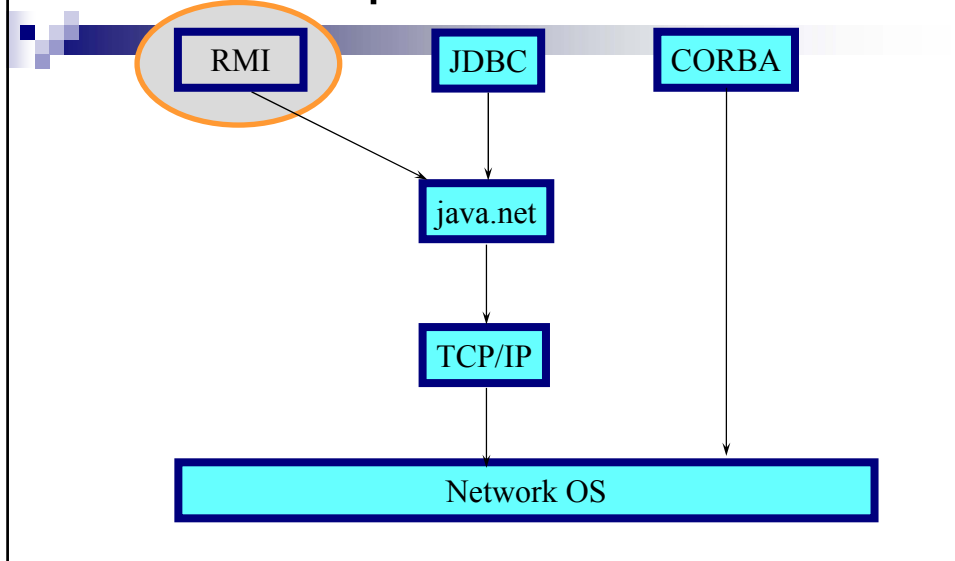 RMI
JDBC
CORBA
java.net
TCP/IP
Network OS